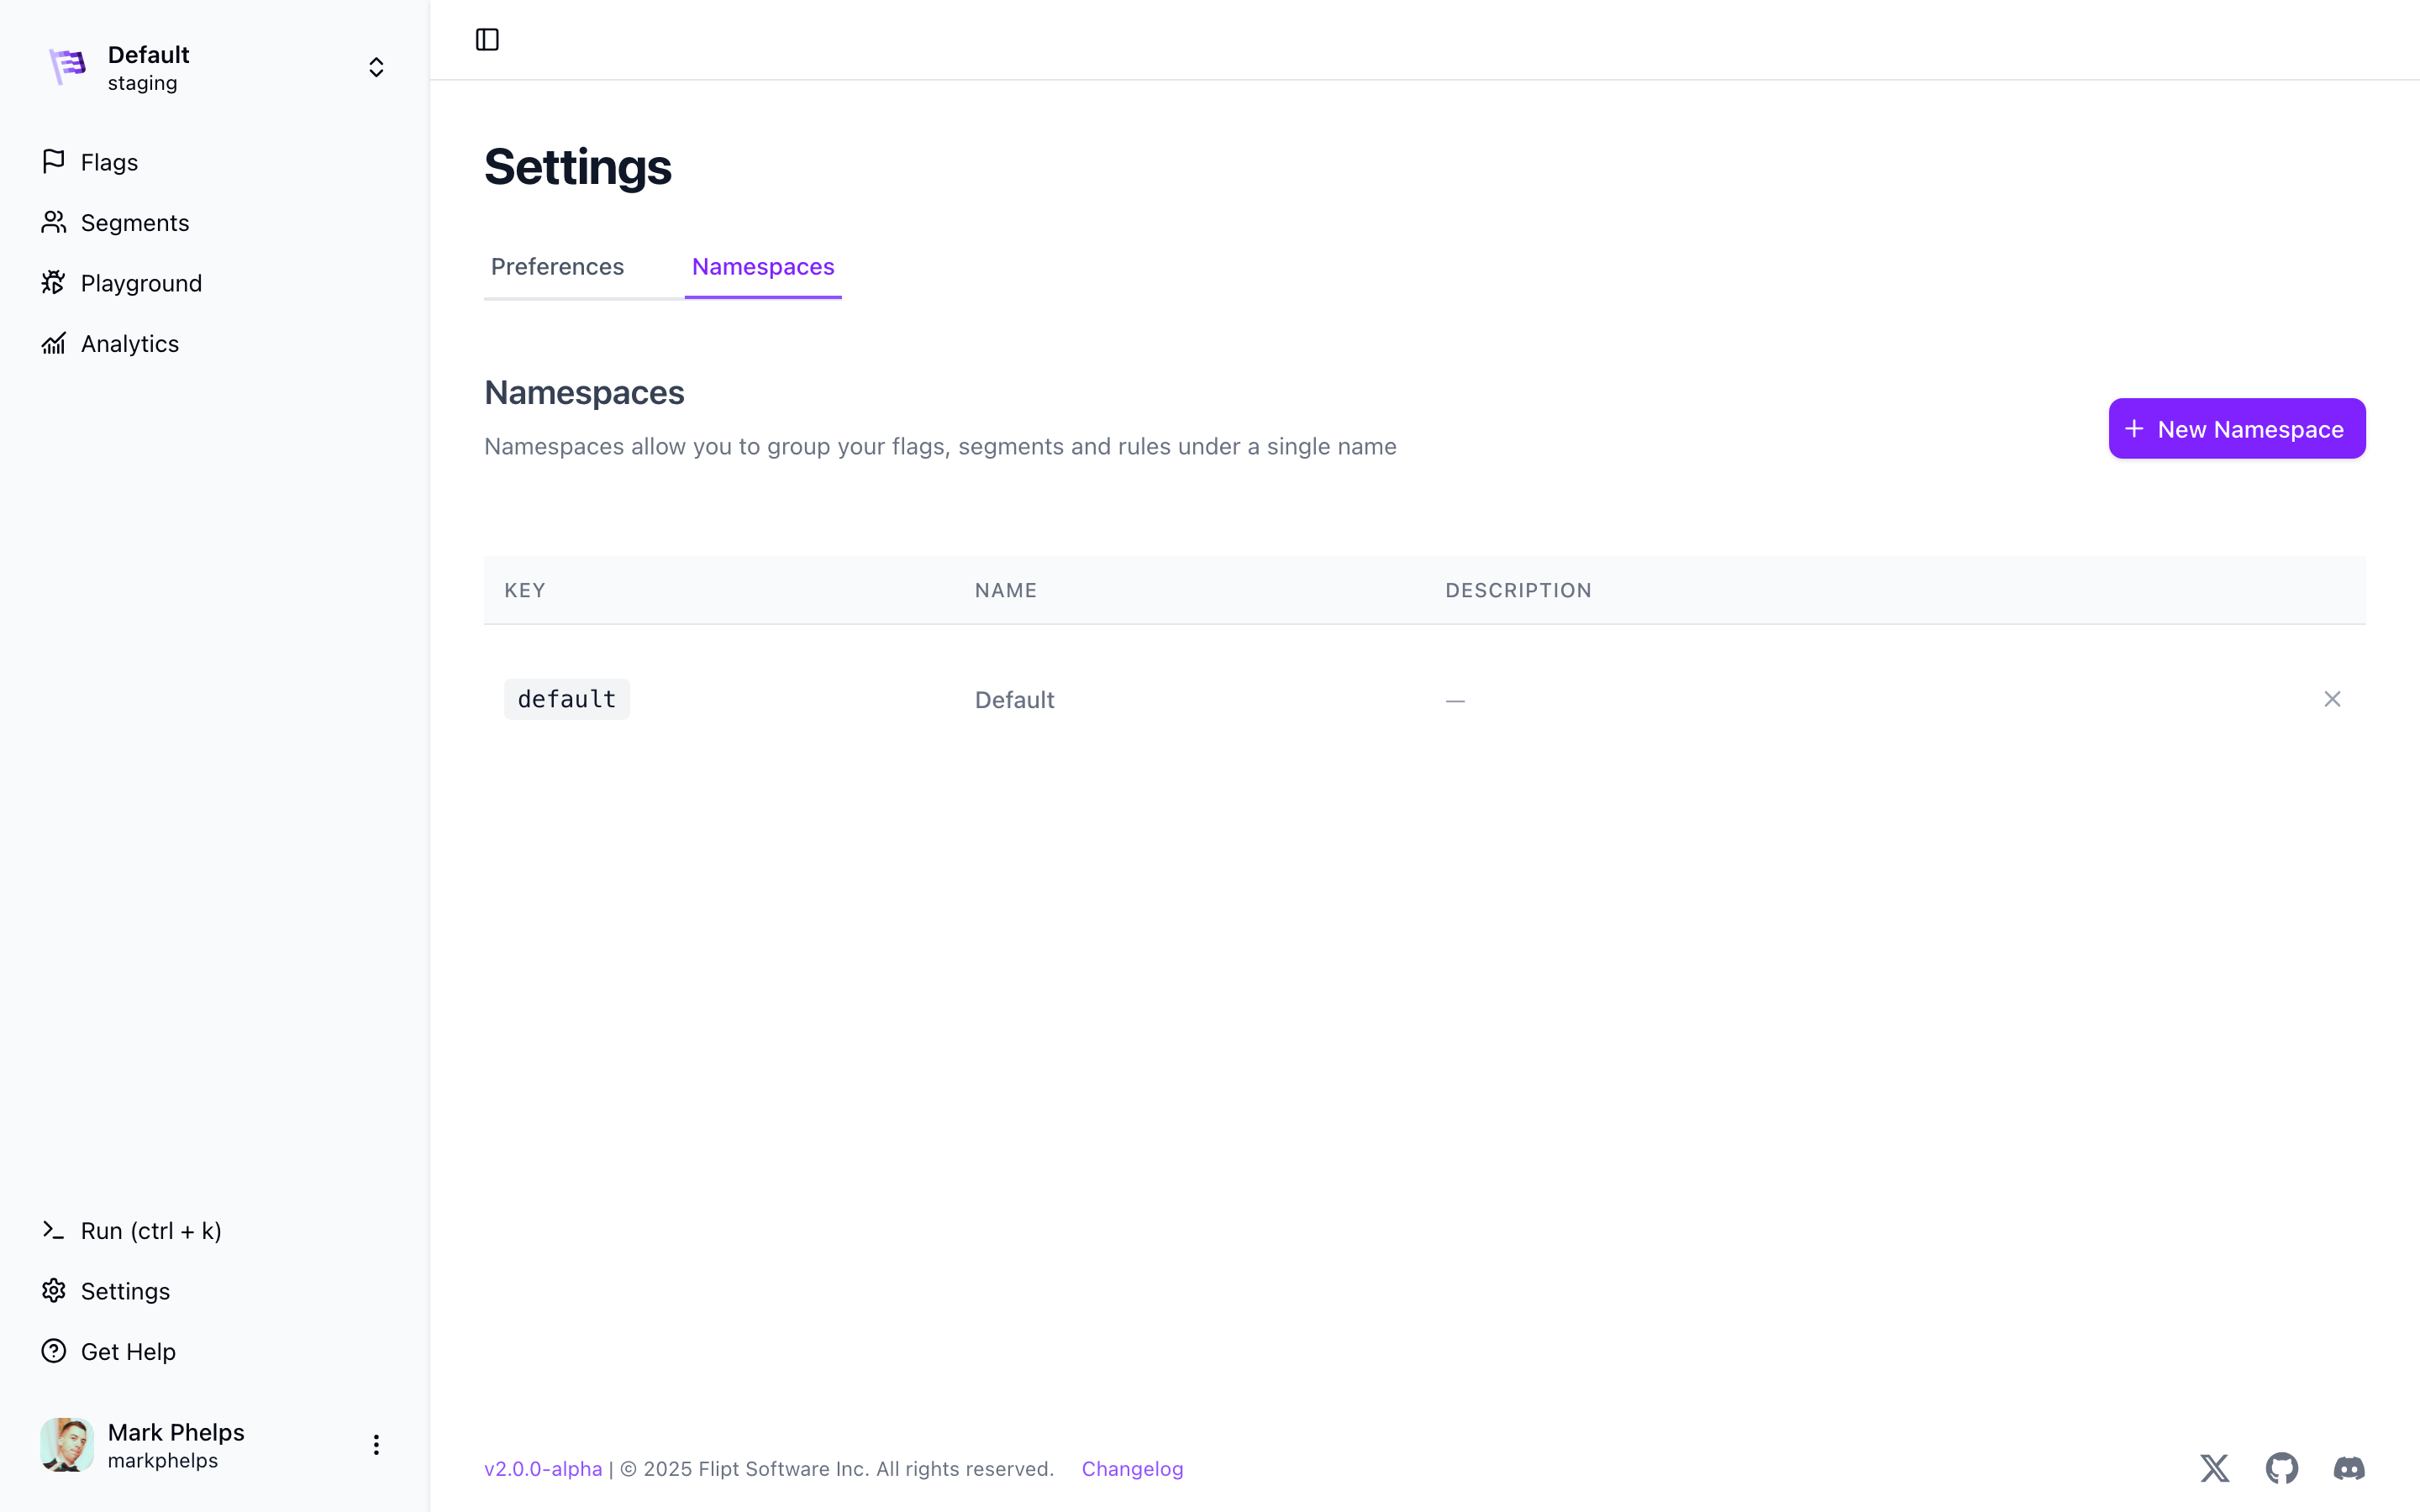 Default
staging
Flags
Segments
Playground
Analytics
Run (ctrl + k)
Settings
Get Help
Mark Phelps
markphelps
Settings
Preferences
Namespaces
Namespaces
Namespaces allow you to group your flags, segments and rules under a single name
New Namespace
KEY NAME DESCRIPTION
default Default —
v2.0.0-alpha | © 2025 Flipt Software Inc. All rights reserved. Changelog